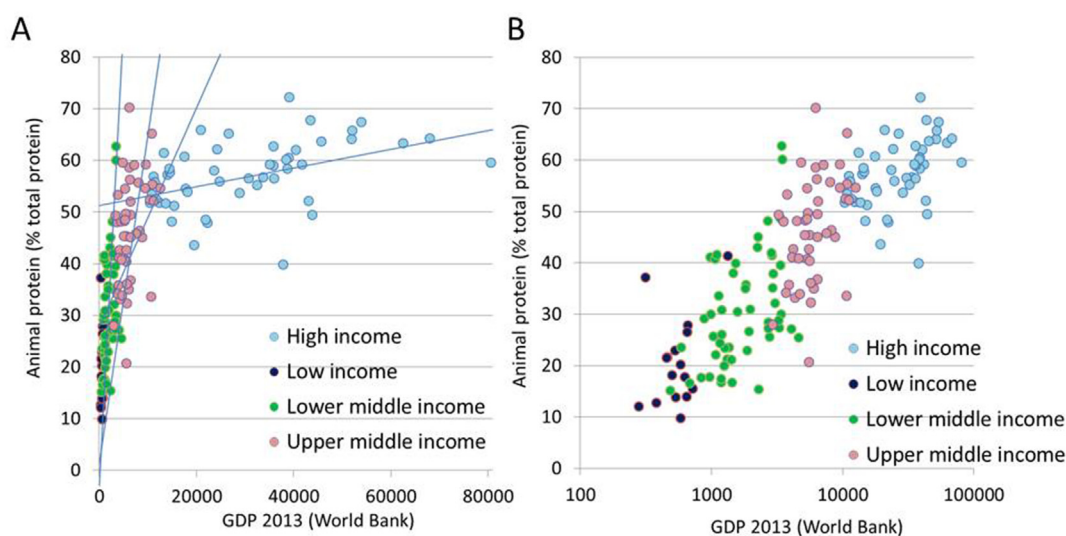 A
Animal protein (% total protein)
80
70
60
50
40
30
20
10
0
High income
Low income
Lower middle income
Upper middle income
0
20000
40000
60000
80000
GDP 2013 (World Bank)
B
Animal protein (% total protein)
80
70
60
50
40
30
20
10
0
High income
Low income
Lower middle income
Upper middle income
100
1000
10000
100000
GDP 2013 (World Bank)